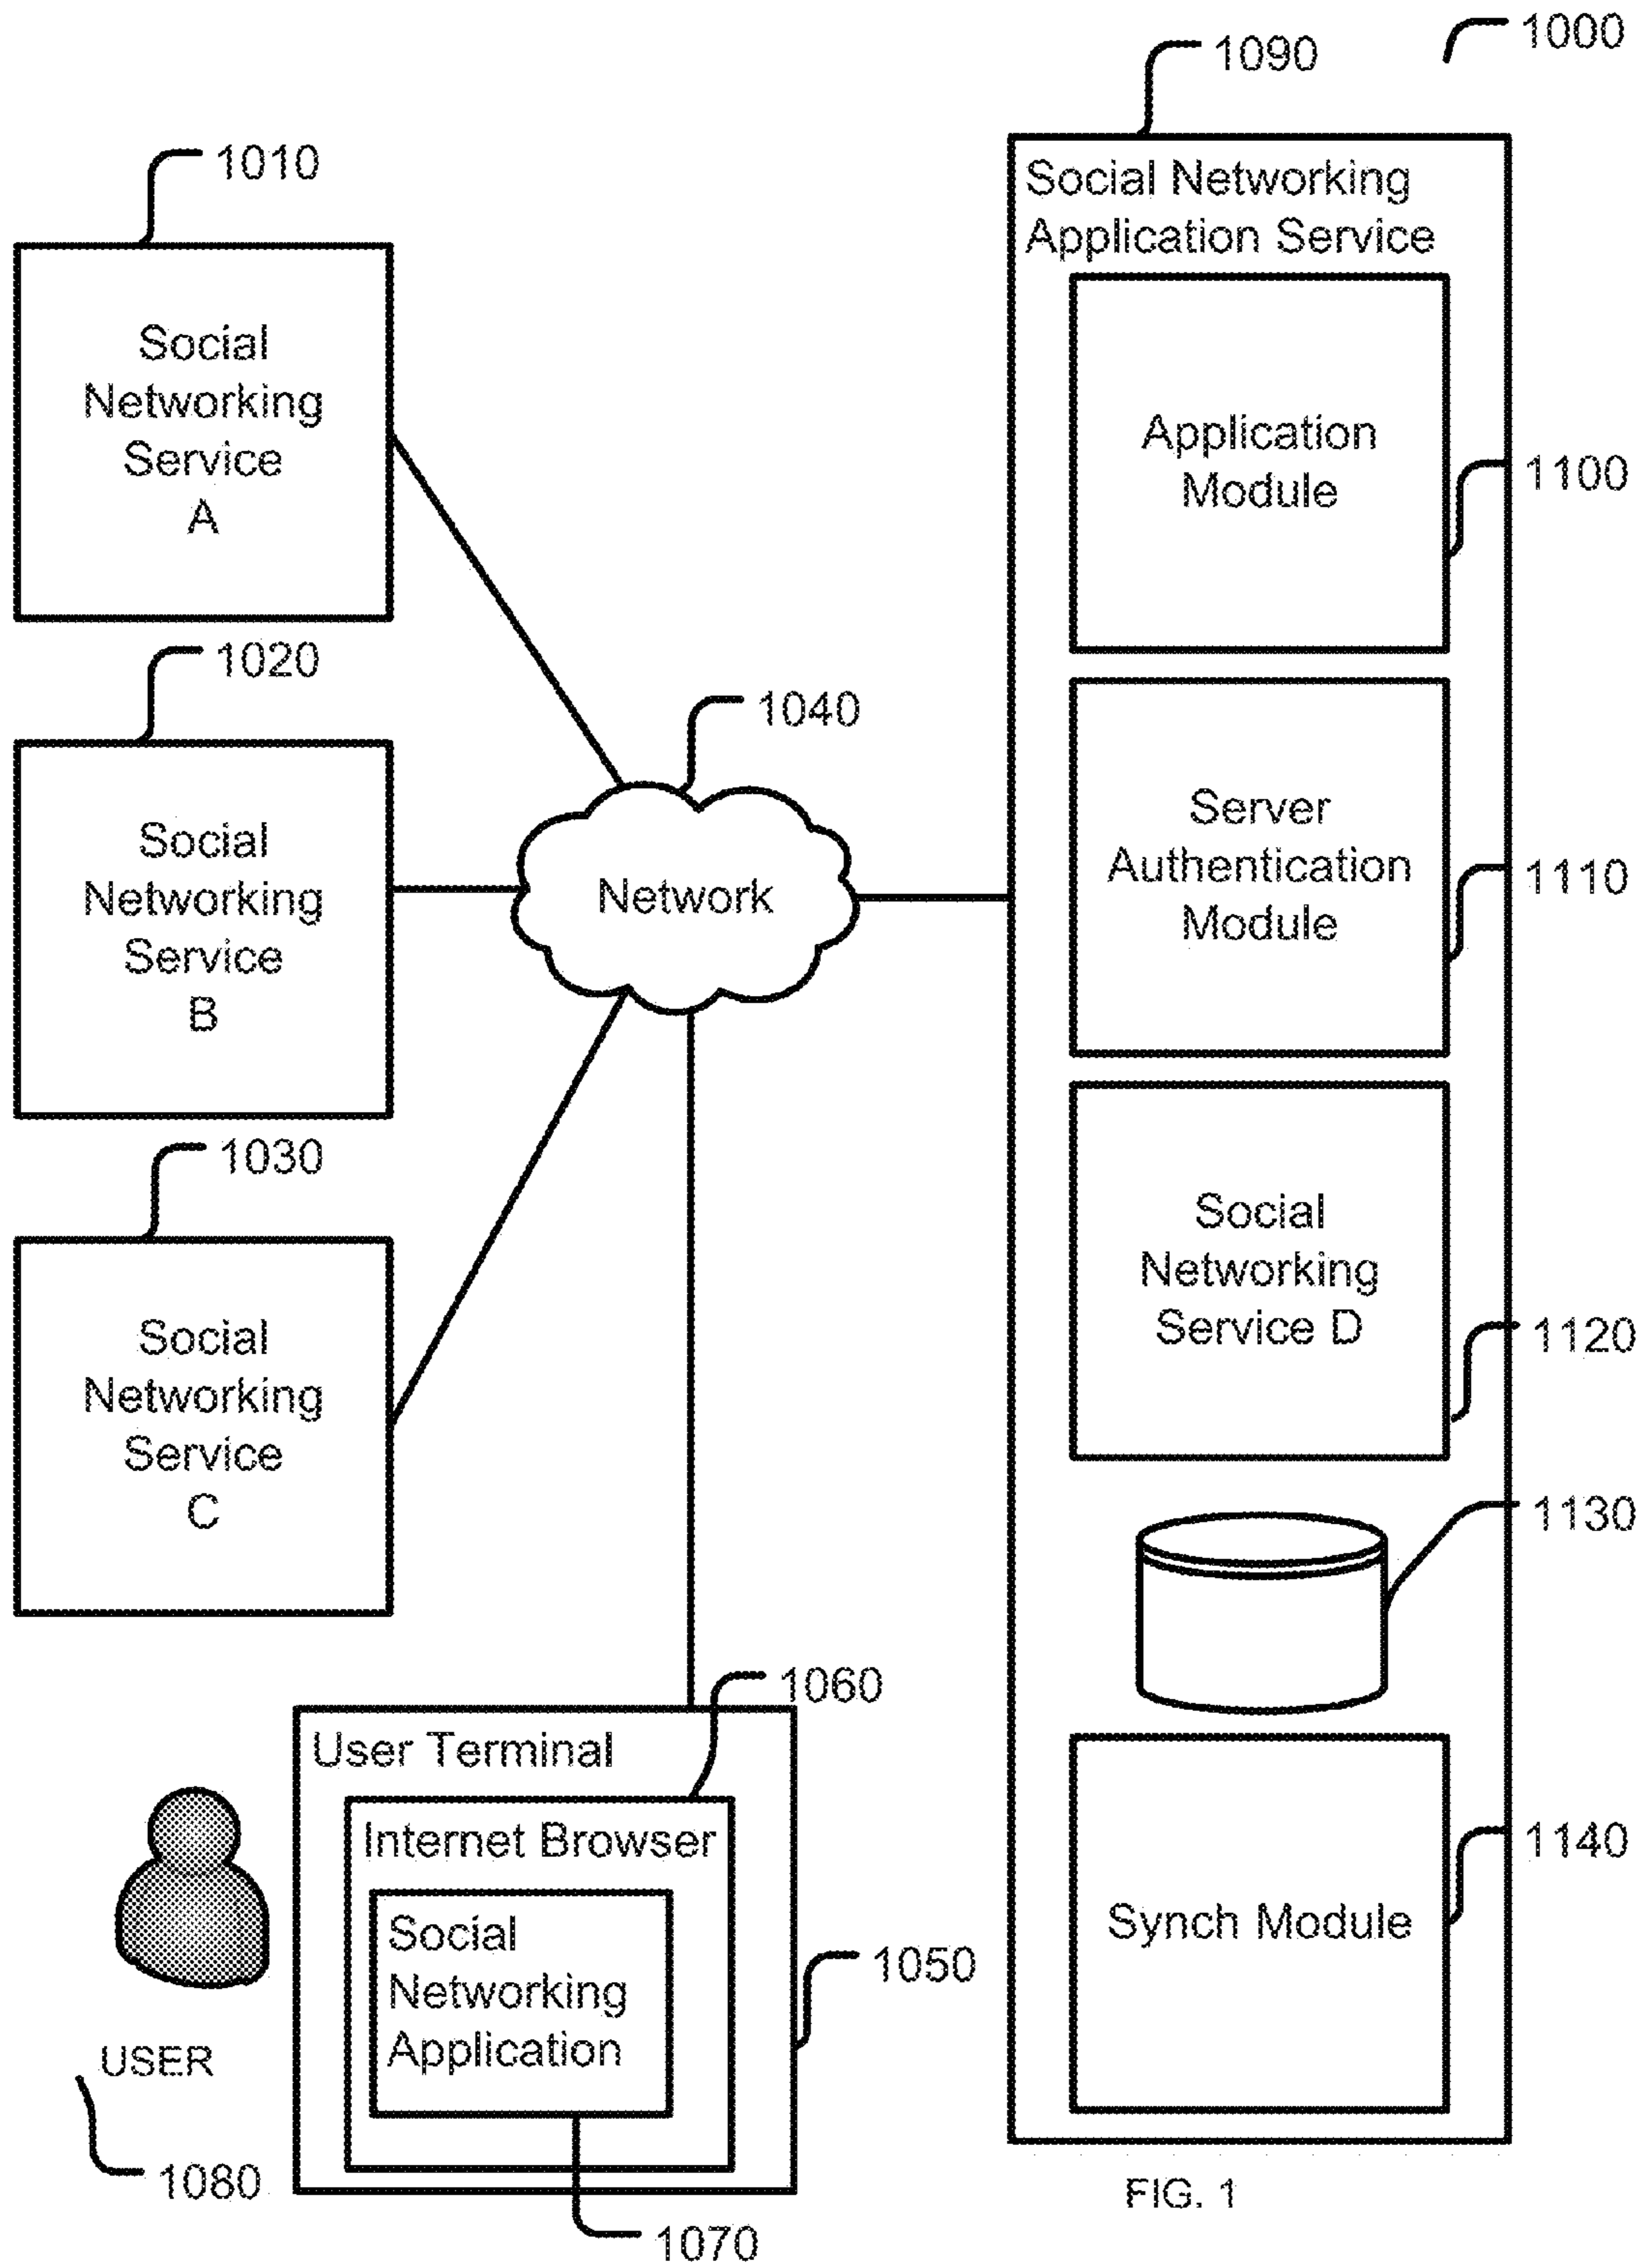 1000
1090
Social Networking
Application Service
1010
Social
Networking
Service
A
Application
Module
1100
1020
1040
Social
Networking
Service
B
Network
Server
Authentication
Module
1110
1030
Social
Networking
Service
C
Social
Networking
Service D
1120
1130
1060
User Terminal
Internet Browser
Social
Networking
Application
1050
Synch Module
1140
USER
1080
1070
FIG. 1